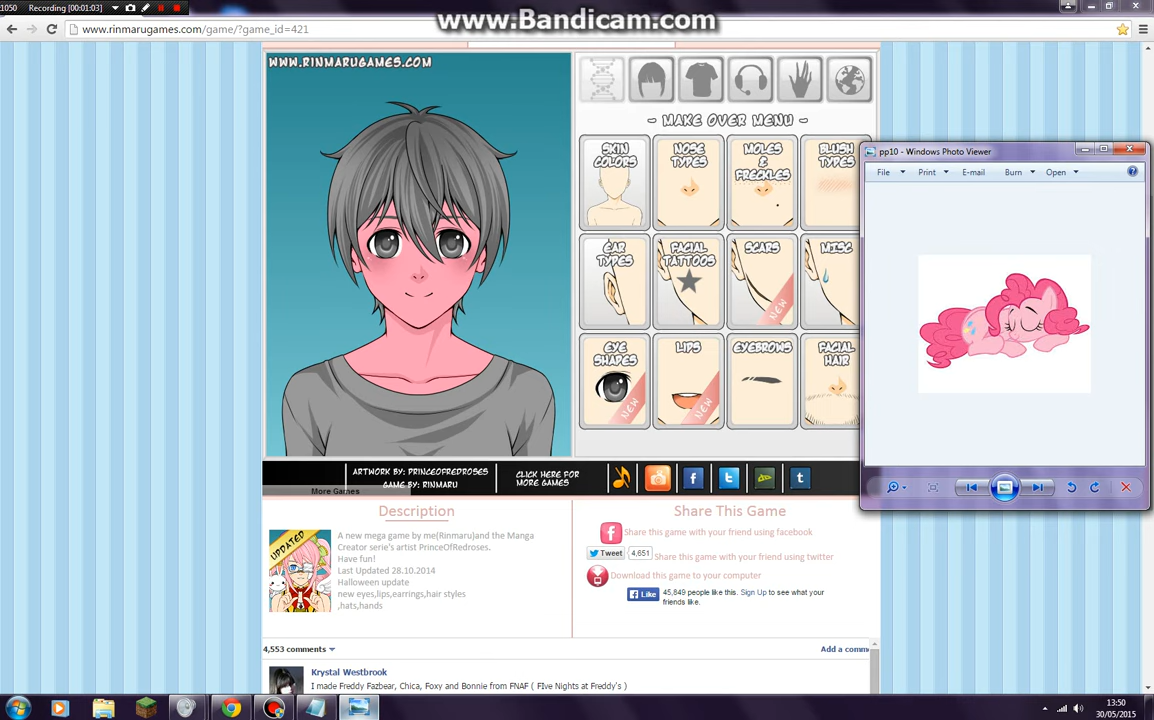 1050 Recording [00:01:03]
www.Bandicam.com
www.rinmarugames.com/game/?game_id=421
WWW.RINMARUGAMES.COM
~ MAKE OVER MENU ~
SKIN COLORS
NOSE TYPES
MOLES & FRECKLES
BLUSH TYPES
EAR TYPES
FACIAL TATTOOS
SCARS
NEW
MISC
EYE SHAPES
NEW
LIPS
NEW
EYEBROWS
FACIAL HAIR
pp10 - Windows Photo Viewer
File Print E-mail Burn Open
ARTWORK BY: PRINCEOFREDROSES
GAME BY: RINMARU
CLICK HERE FOR
MORE GAMES
More Games
Description
UPDATED
A new mega game by me(Rinmaru)and the Manga
Creator serie's artist PrinceOfRedroses.
Have fun!
Last Updated 28.10.2014
Halloween update
new eyes,lips,earrings,hair styles
,hats,hands
Share This Game
Share this game with your friend using facebook
Tweet 4,651 Share this game with your friend using twitter
Download this game to your computer
Like 45,849 people like this. Sign Up to see what your
friends like.
4,553 comments
Add a comm
Krystal Westbrook
I made Freddy Fazbear, Chica, Foxy and Bonnie from FNAF ( FIve Nights at Freddy's )
13:50
30/05/2015